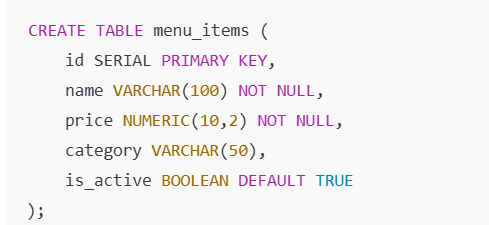 CREATE TABLE menu_items (
    id SERIAL PRIMARY KEY,
    name VARCHAR(100) NOT NULL,
    price NUMERIC(10,2) NOT NULL,
    category VARCHAR(50),
    is_active BOOLEAN DEFAULT TRUE
);